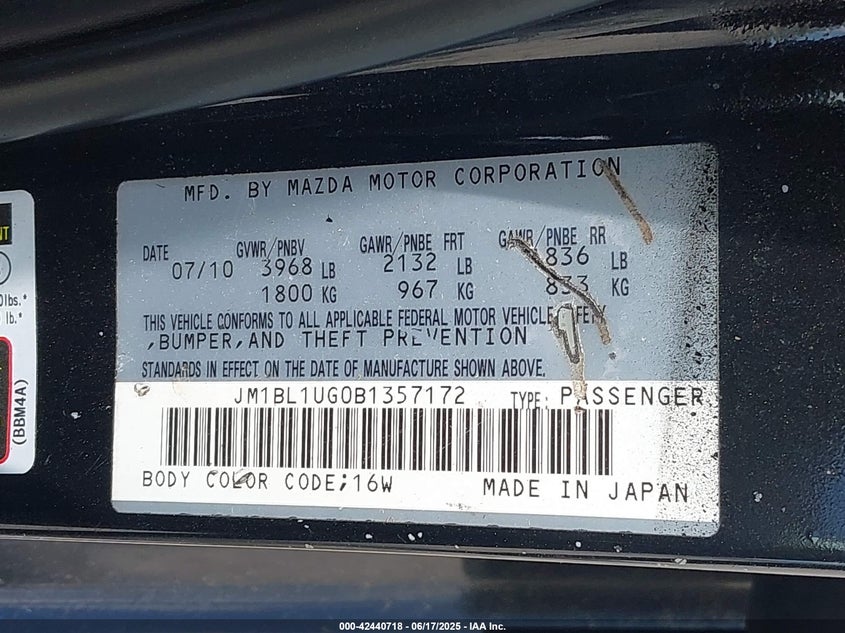 MFD. BY MAZDA MOTOR CORPORATION
DATE GVWR/PNBV GAWR/PNBE FRT GAWR/PNBE RR
07/10 3968 LB 2132 LB 836 LB
1800 KG 967 KG 833 KG
THIS VEHICLE CONFORMS TO ALL APPLICABLE FEDERAL MOTOR VEHICLE SAFETY
,BUMPER,AND THEFT PREVENTION
STANDARDS IN EFFECT ON THE DATE OF MANUFACTURE SHOWN ABOVE.
JM1BL1UG0B1357172 TYPE: PASSENGER
BODY COLOR CODE;16W MADE IN JAPAN
lbs.*
lb.*
(BBM4A)
000-42440718 - 06/17/2025 - IAA Inc.